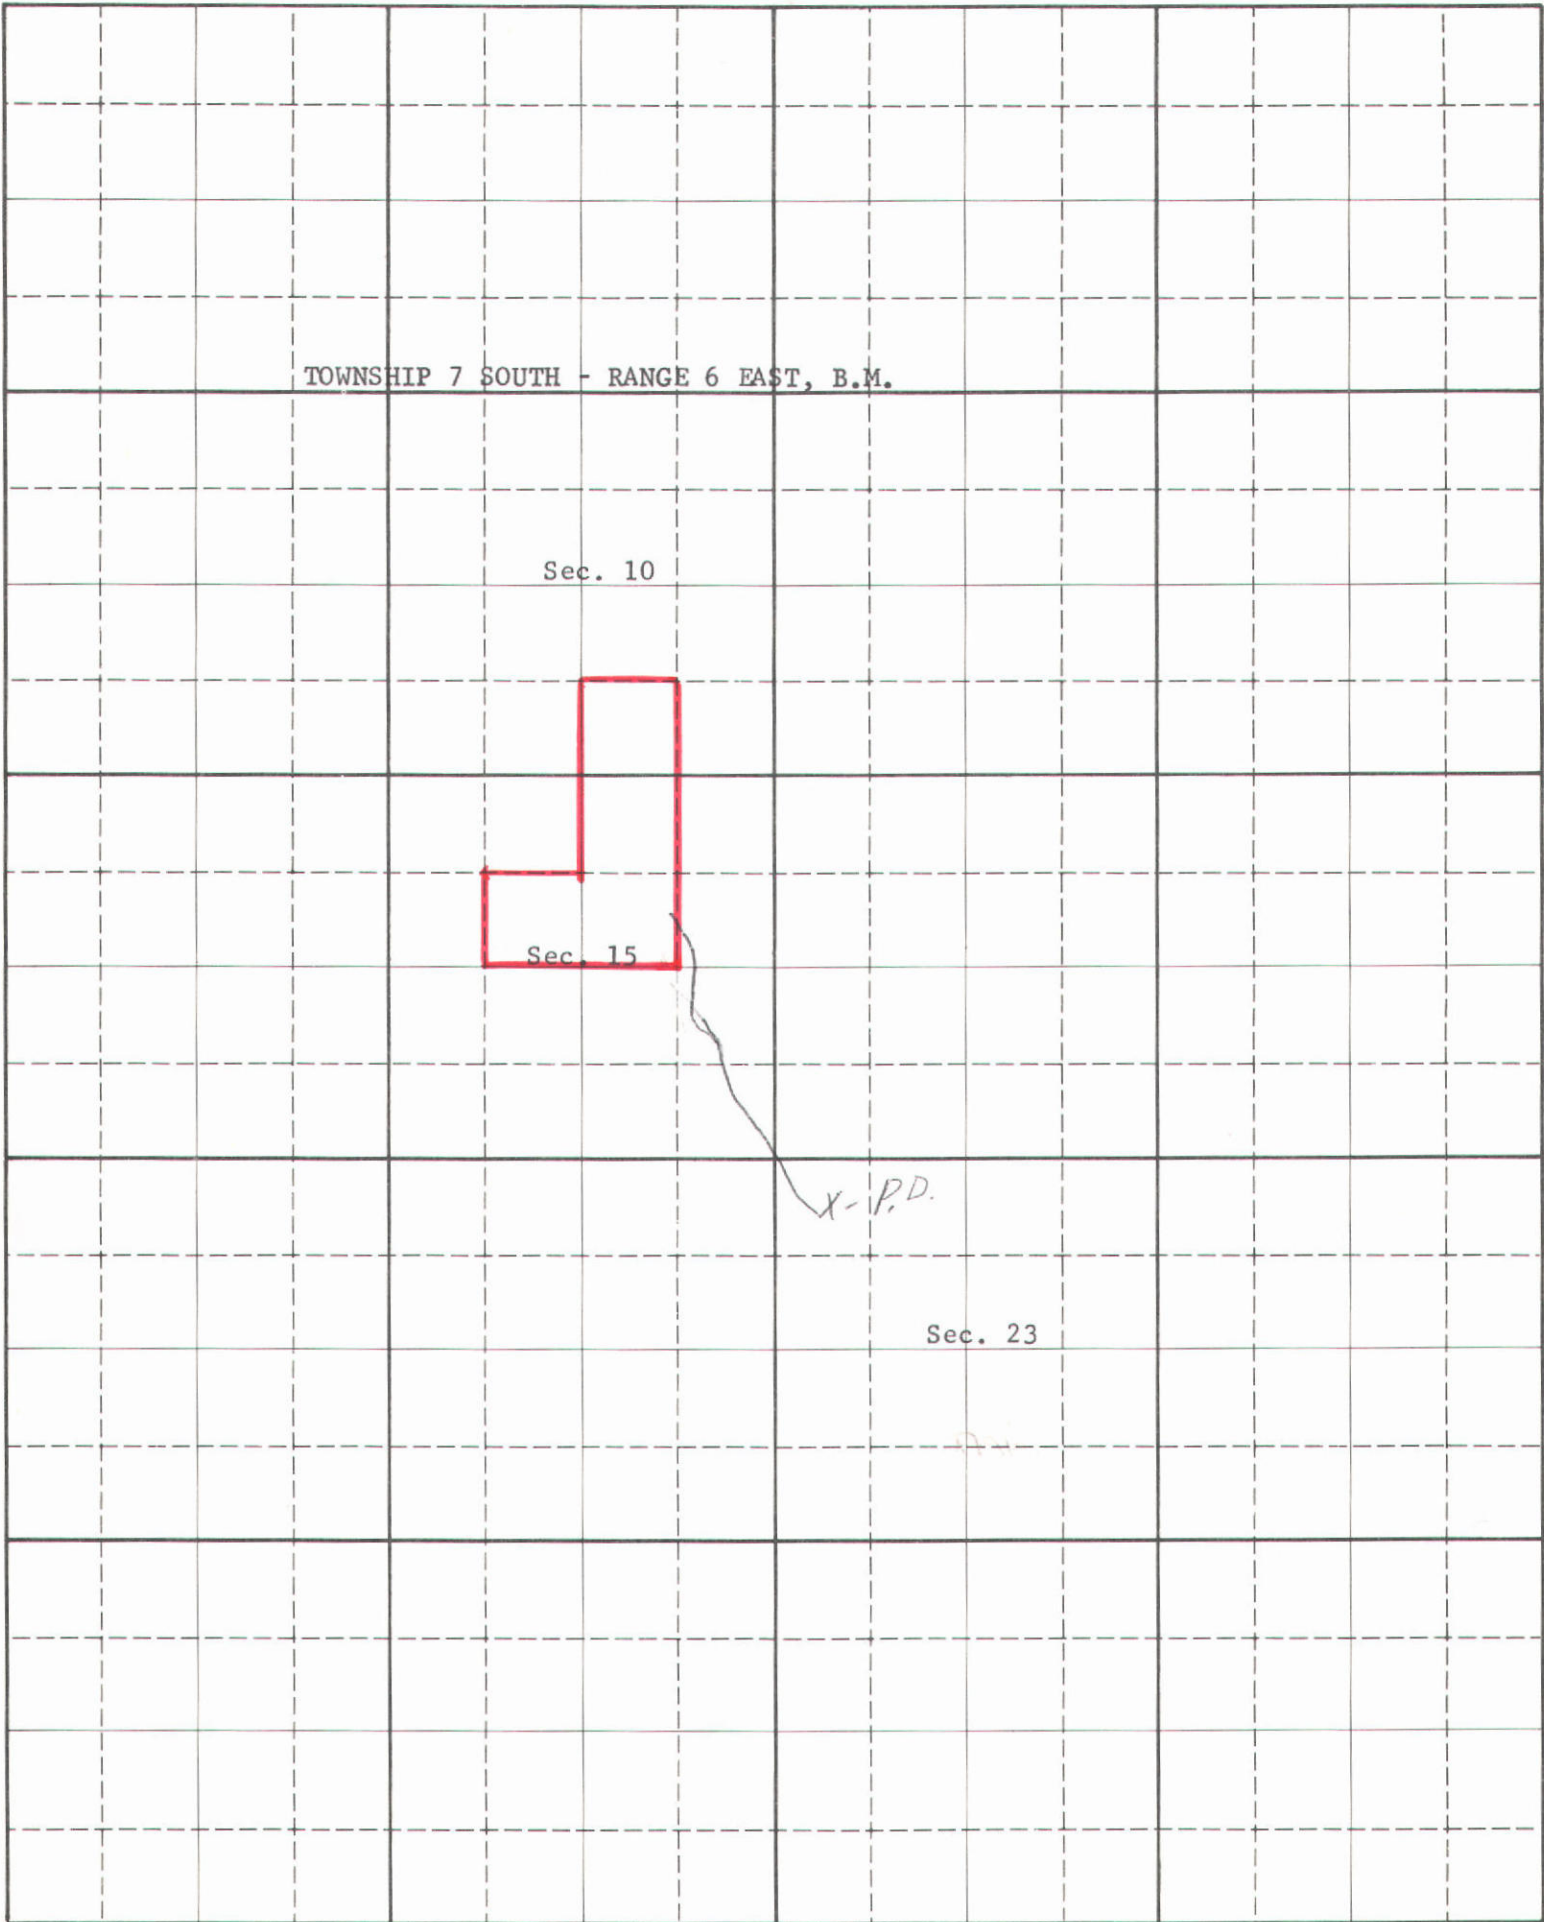 TOWNSHIP 7 SOUTH - RANGE 6 EAST, B.M.
Sec. 10
Sec. 15
X- P.D.
Sec. 23